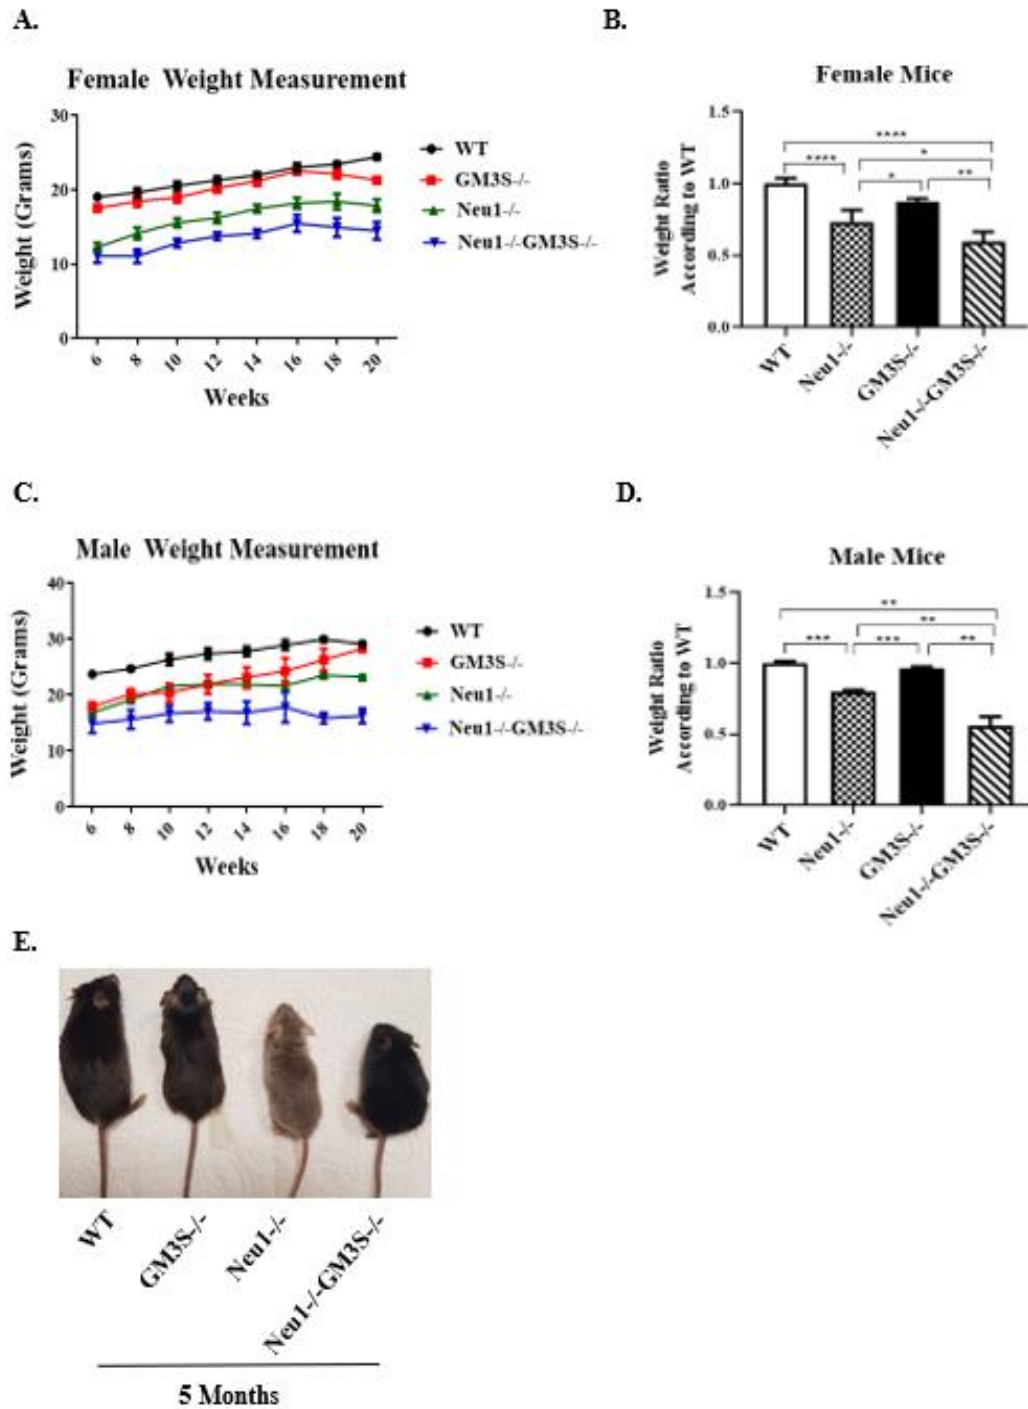 A.
Female Weight Measurement
Weight (Grams)
30
20
10
0
6 8 10 12 14 16 18 20
Weeks
WT
GM3S-/-
Neu1-/-
Neu1-/-GM3S-/-
B.
Female Mice
Weight Ratio
According to WT
1.5
1.0
0.5
0.0
****
****
*
*
**
WT
Neu1-/-
GM3S-/-
Neu1-/-GM3S-/-
C.
Male Weight Measurement
Weight (Grams)
40
30
20
10
0
6 8 10 12 14 16 18 20
Weeks
WT
GM3S-/-
Neu1-/-
Neu1-/-GM3S-/-
D.
Male Mice
Weight Ratio
According to WT
1.5
1.0
0.5
0.0
**
**
*** *** **
WT
Neu1-/-
GM3S-/-
Neu1-/-GM3S-/-
E.
WT
GM3S-/-
Neu1-/-
Neu1-/-GM3S-/-
5 Months